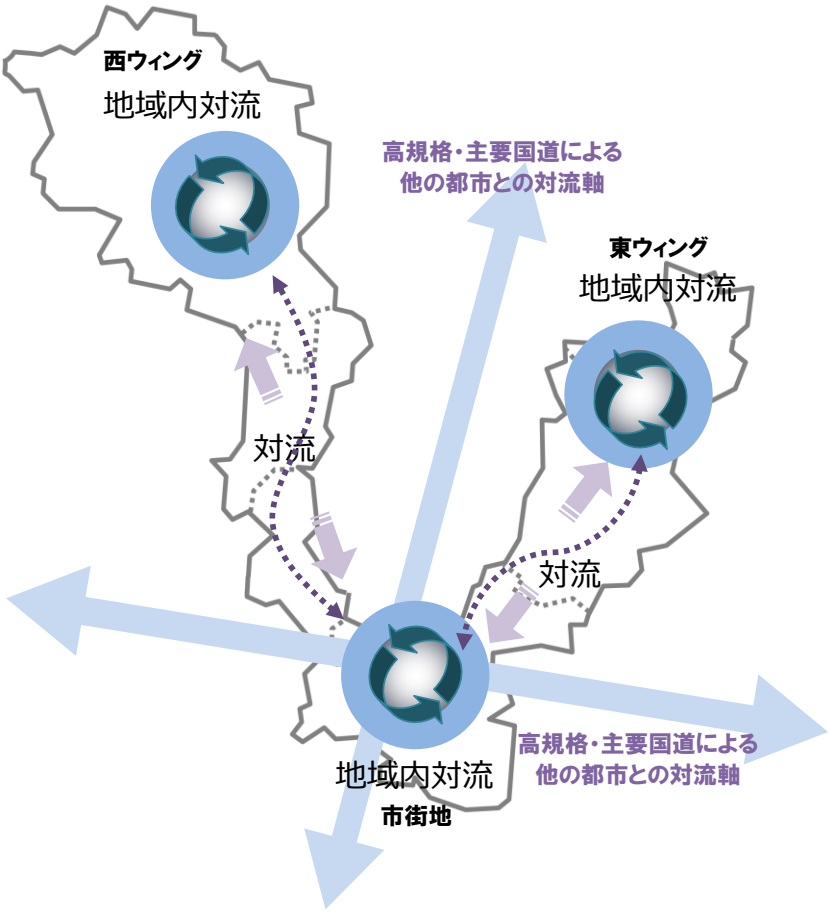 西ウィング
地域内対流
高規格・主要国道による
他の都市との対流軸
東ウィング
地域内対流
対流
対流
高規格・主要国道による
他の都市との対流軸
地域内対流
市街地